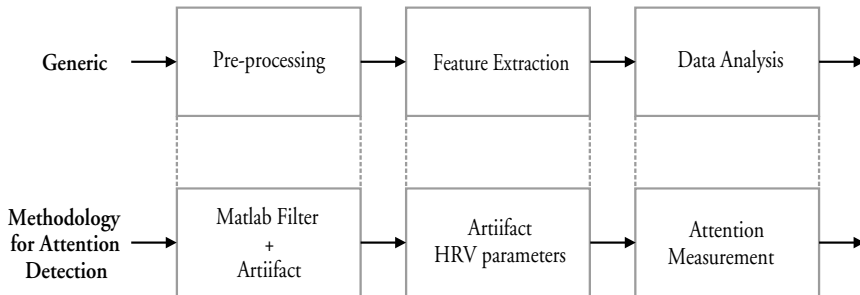 Generic
Pre-processing
Feature Extraction
Data Analysis
Methodology
for Attention
Detection
Matlab Filter
+
Artiifact
Artiifact
HRV parameters
Attention
Measurement